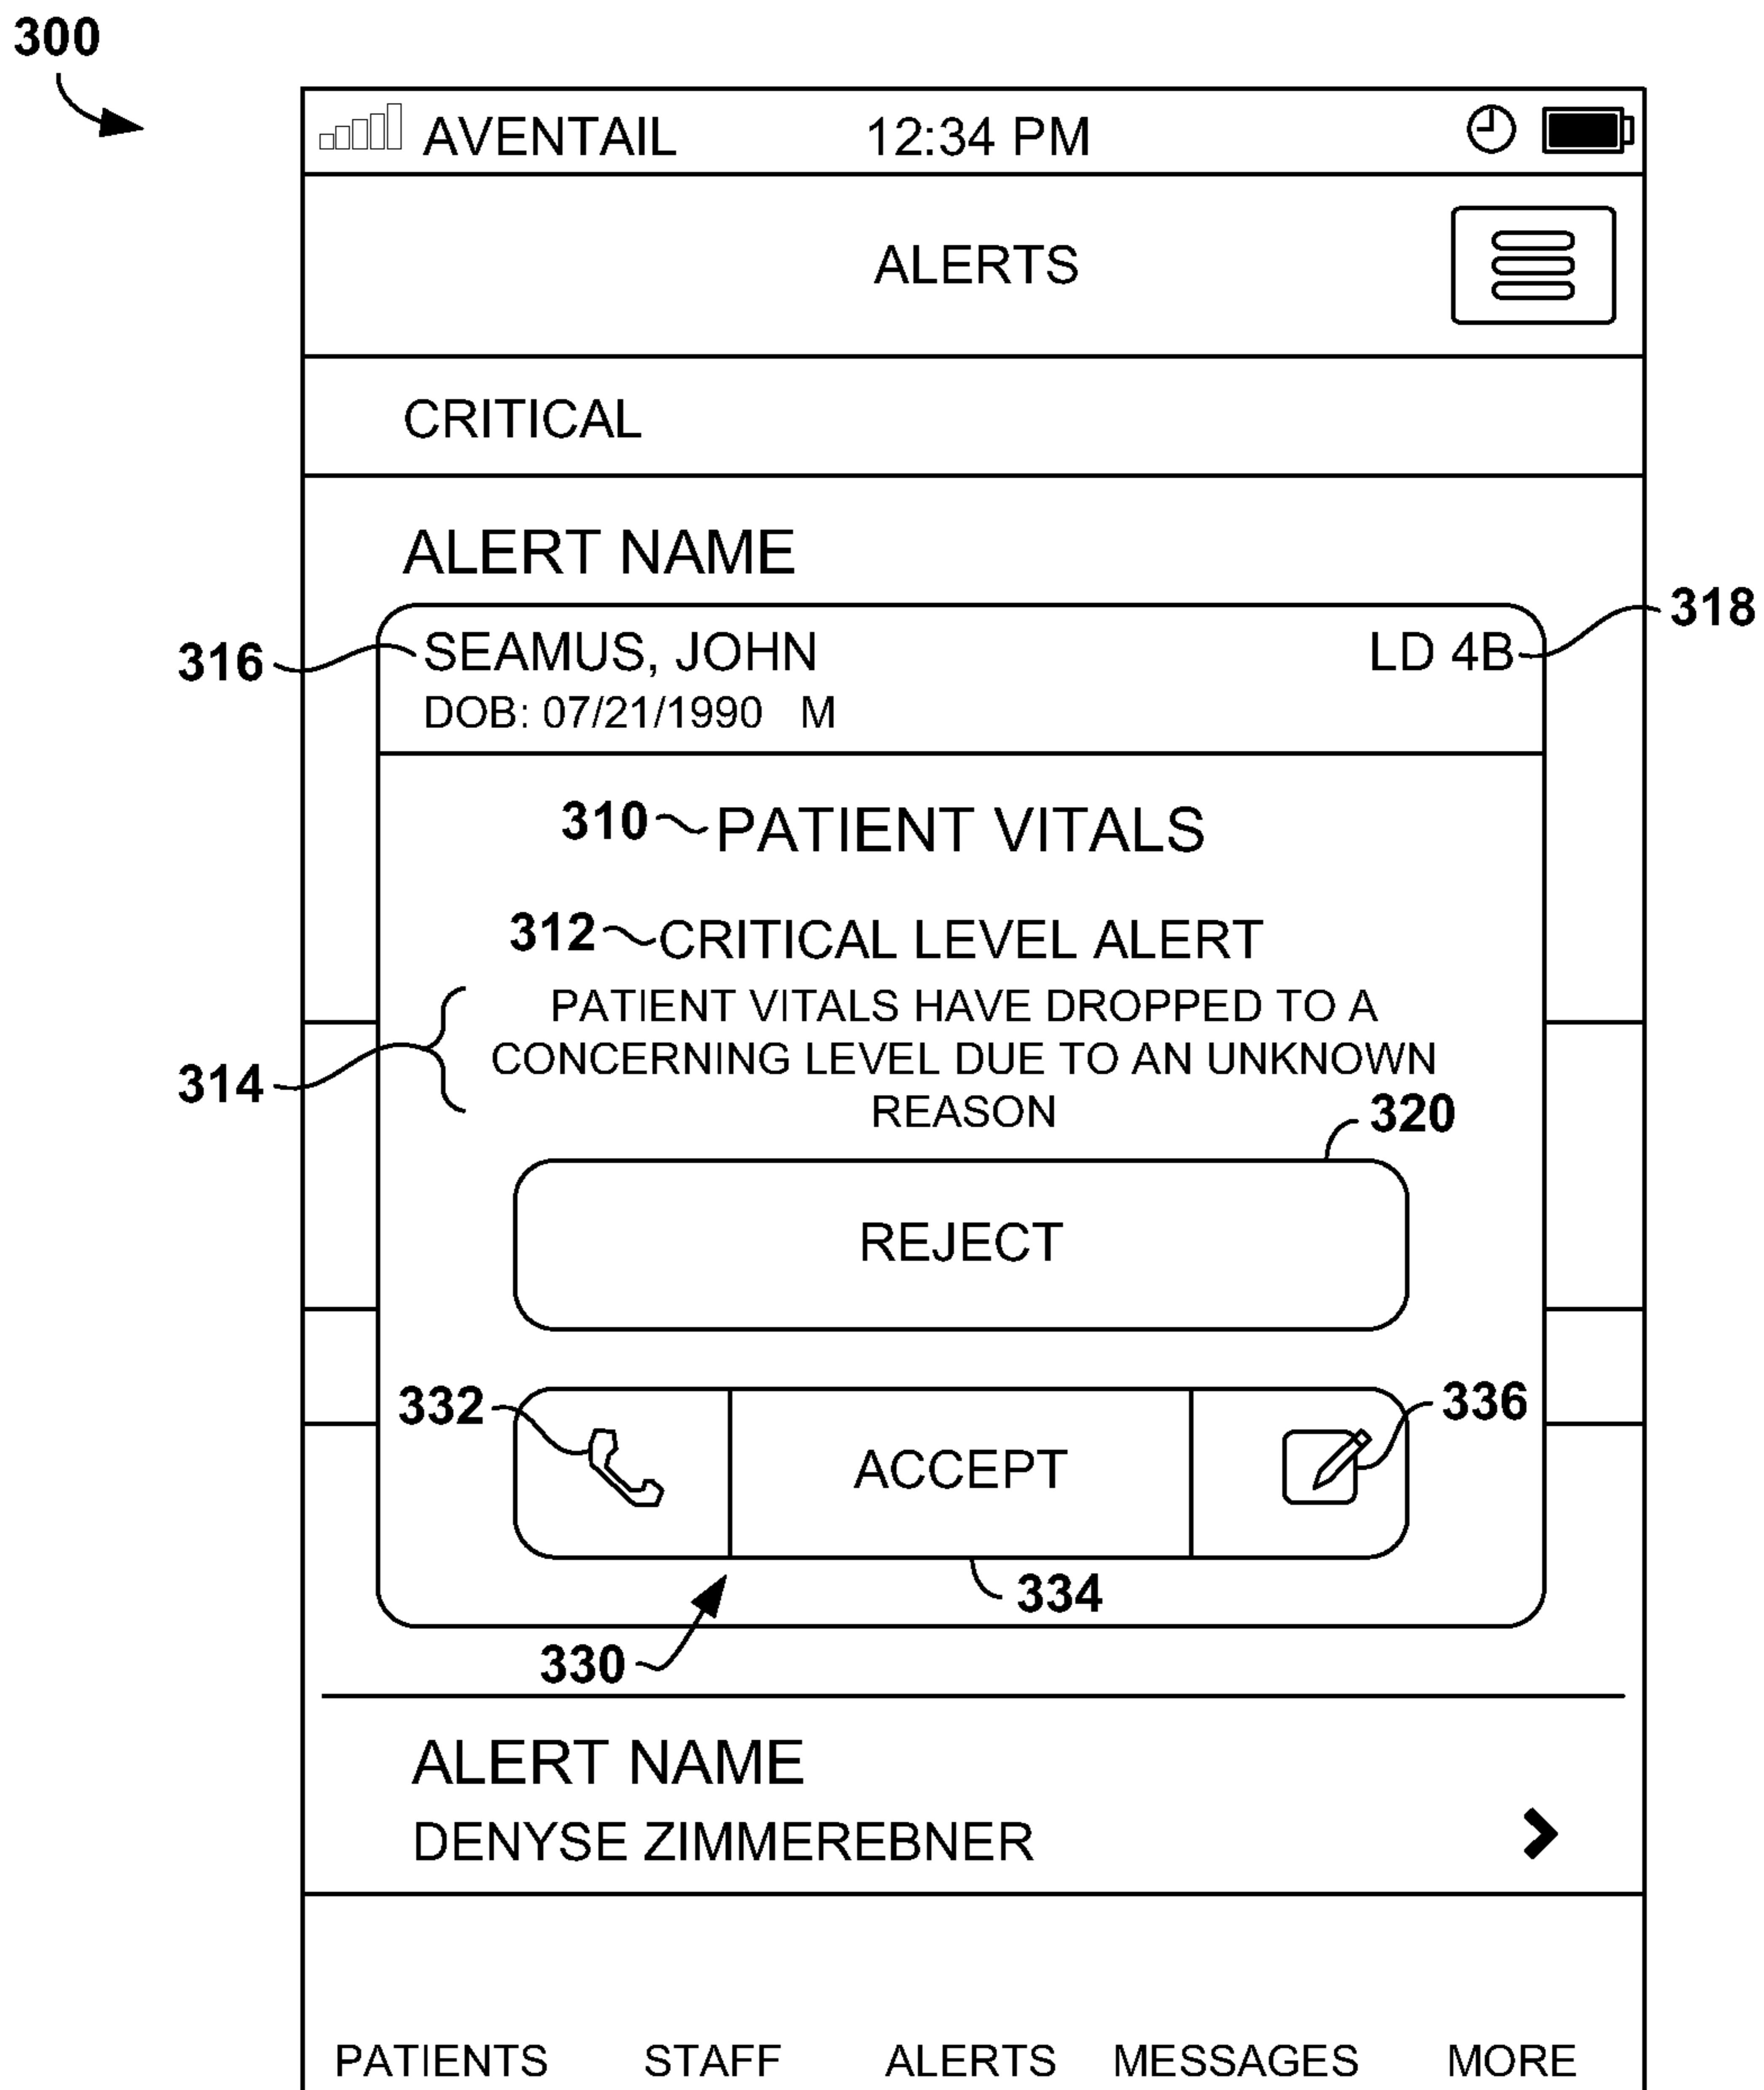 300
AVENTAIL 12:34 PM
ALERTS
CRITICAL
ALERT NAME
318
316 SEAMUS, JOHN LD 4B
DOB: 07/21/1990 M
310 PATIENT VITALS
312 CRITICAL LEVEL ALERT
PATIENT VITALS HAVE DROPPED TO A
314 CONCERNING LEVEL DUE TO AN UNKNOWN
REASON 320
REJECT
332 336
ACCEPT
334
330
ALERT NAME
DENYSE ZIMMEREBNER
PATIENTS STAFF ALERTS MESSAGES MORE